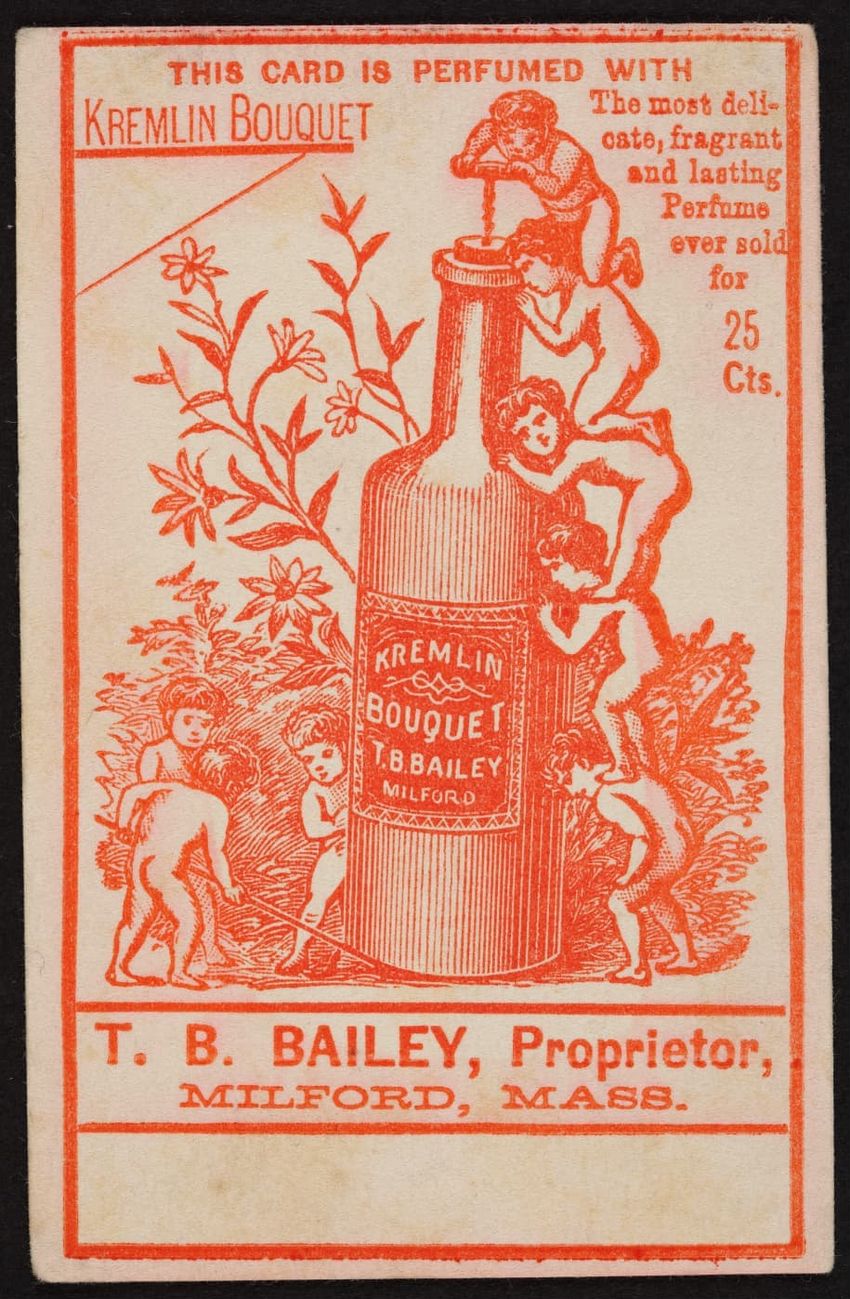 THIS CARD IS PERFUMED WITH
KREMLIN BOUQUET
The most deli-
cate, fragrant
and lasting
Perfume
ever sold
for
25
Cts.
KREMLIN
BOUQUET
T.B.BAILEY
MILFORD
T. B. BAILEY, Proprietor,
MILFORD, MASS.